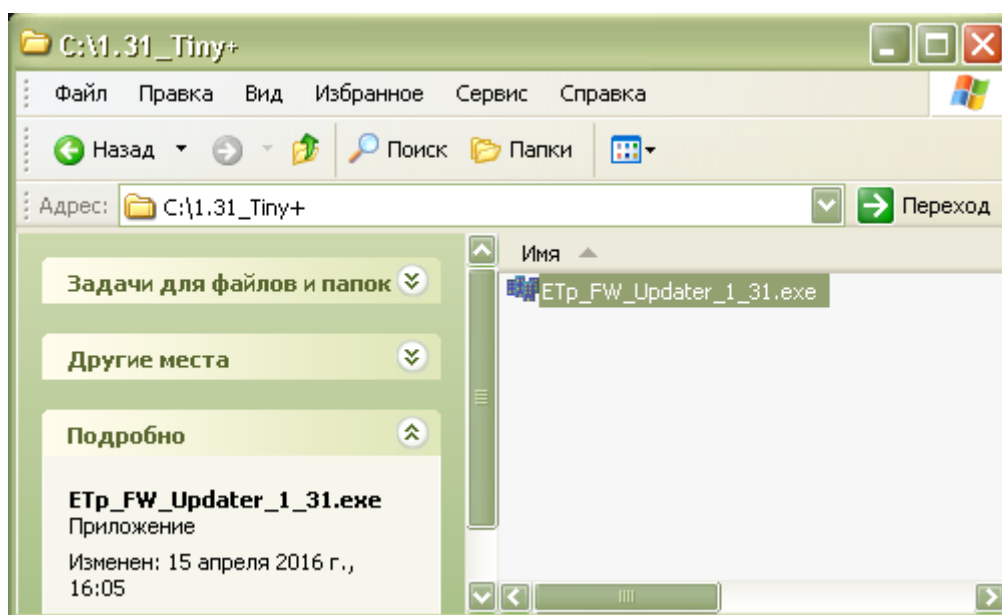 C:\1.31_Tiny+
Файл Правка Вид Избранное Сервис Справка
Назад Поиск Папки
Адрес: C:\1.31_Tiny+ Переход
Имя
ETp_FW_Updater_1_31.exe
Задачи для файлов и папок
Другие места
Подробно
ETp_FW_Updater_1_31.exe
Приложение
Изменен: 15 апреля 2016 г.,
16:05